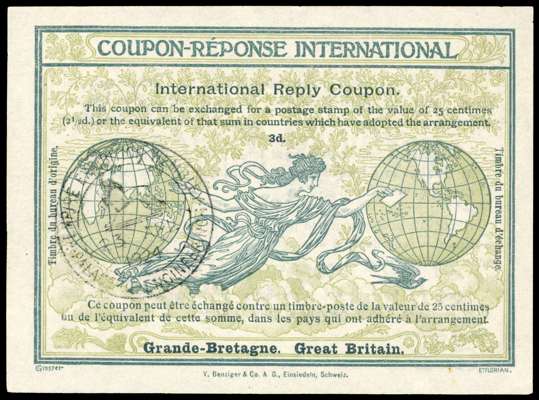 COUPON-RÉPONSE INTERNATIONAL
International Reply Coupon.
This coupon can be exchanged for a postage stamp of the value of 25 centimes
(2½d.) or the equivalent of that sum in countries which have adopted the arrangement.
3d.
Timbre du bureau d'origine.
Timbre du bureau d'échange.
Ce coupon peut être échangé contre un timbre-poste de la valeur de 25 centimes
ou de l'équivalent de cette somme, dans les pays qui ont adhéré à l'arrangement.
Grande-Bretagne. Great Britain.
V. Benziger & Co. A. G., Einsiedeln, Schweiz.
E·FLORIAN.